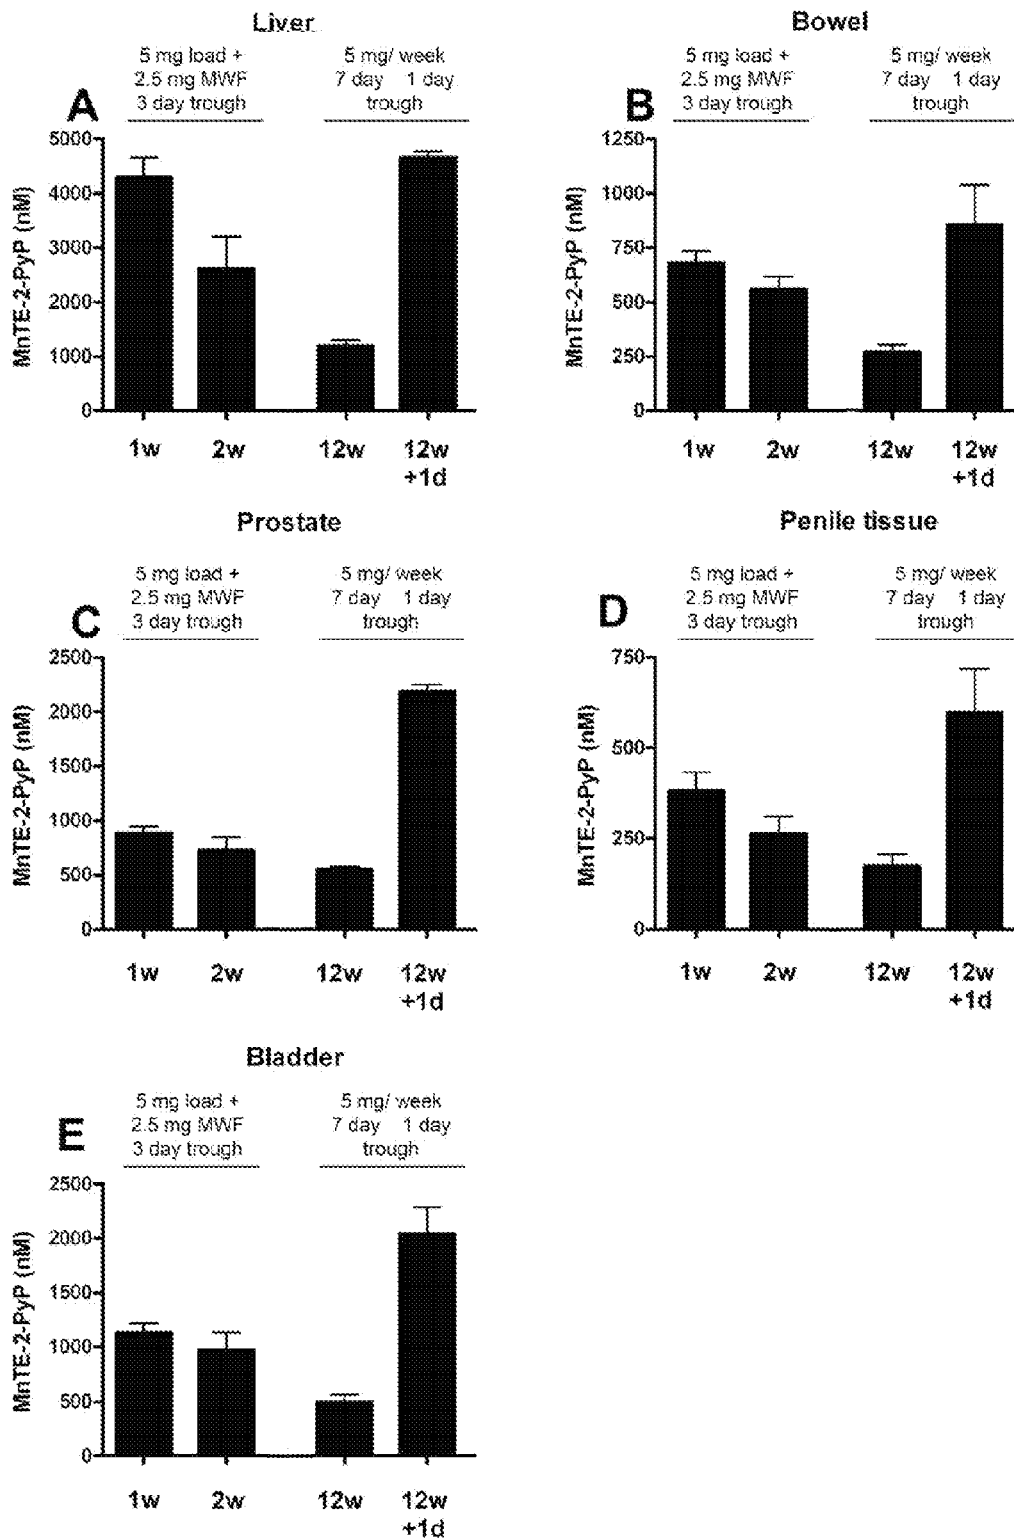 Liver
5 mg load +
2.5 mg MWF
3 day trough
5 mg/ week
7 day 1 day
trough
A
MnTE-2-PyP (nM)
5000
4000
3000
2000
1000
0
1w 2w 12w 12w
+1d
Bowel
5 mg load +
2.5 mg MWF
3 day trough
5 mg/ week
7 day 1 day
trough
B
MnTE-2-PyP (nM)
1250
1000
750
500
250
0
1w 2w 12w 12w
+1d
Prostate
5 mg load +
2.5 mg MWF
3 day trough
5 mg/ week
7 day 1 day
trough
C
MnTE-2-PyP (nM)
2500
2000
1500
1000
500
0
1w 2w 12w 12w
+1d
Penile tissue
5 mg load +
2.5 mg MWF
3 day trough
5 mg/ week
7 day 1 day
trough
D
MnTE-2-PyP (nM)
750
500
250
0
1w 2w 12w 12w
+1d
Bladder
5 mg load +
2.5 mg MWF
3 day trough
5 mg/ week
7 day 1 day
trough
E
MnTE-2-PyP (nM)
2500
2000
1500
1000
500
0
1w 2w 12w 12w
+1d